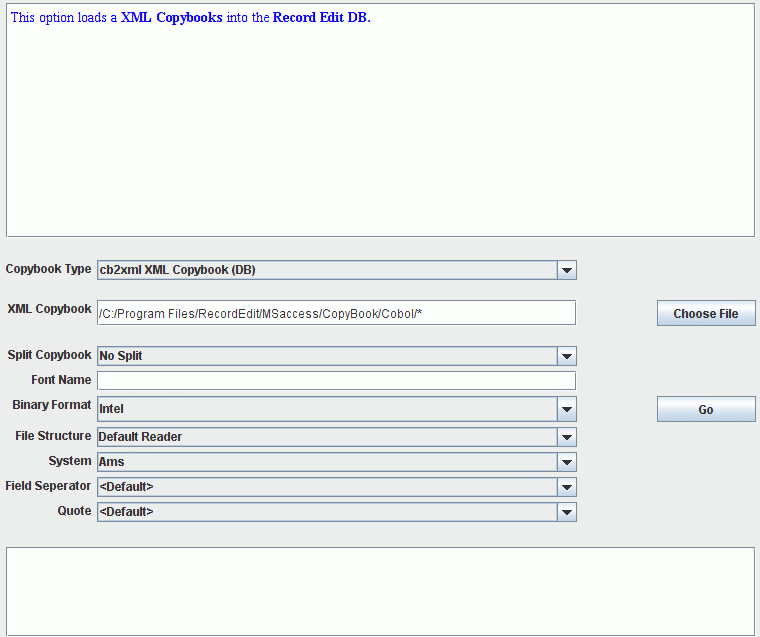 This option loads a XML Copybooks into the Record Edit DB.
Copybook Type cb2xml XML Copybook (DB)
XML Copybook /C:/Program Files/RecordEdit/MSaccess/CopyBook/Cobol/* Choose File
Split Copybook No Split
Font Name
Binary Format Intel Go
File Structure Default Reader
System Ams
Field Seperator <Default>
Quote <Default>